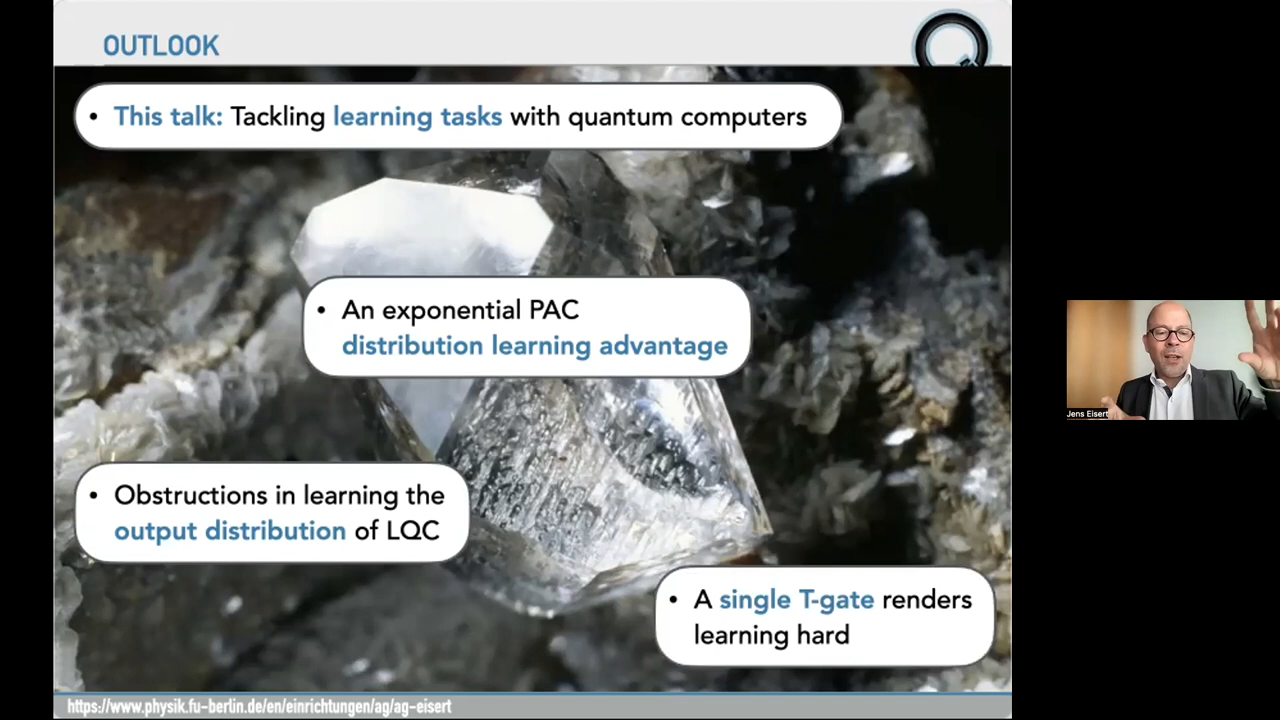 OUTLOOK
• This talk: Tackling learning tasks with quantum computers
• An exponential PAC
distribution learning advantage
• Obstructions in learning the
output distribution of LQC
• A single T-gate renders
learning hard
Jens Eisert
https://www.physik.fu-berlin.de/en/einrichtungen/ag/ag-eisert